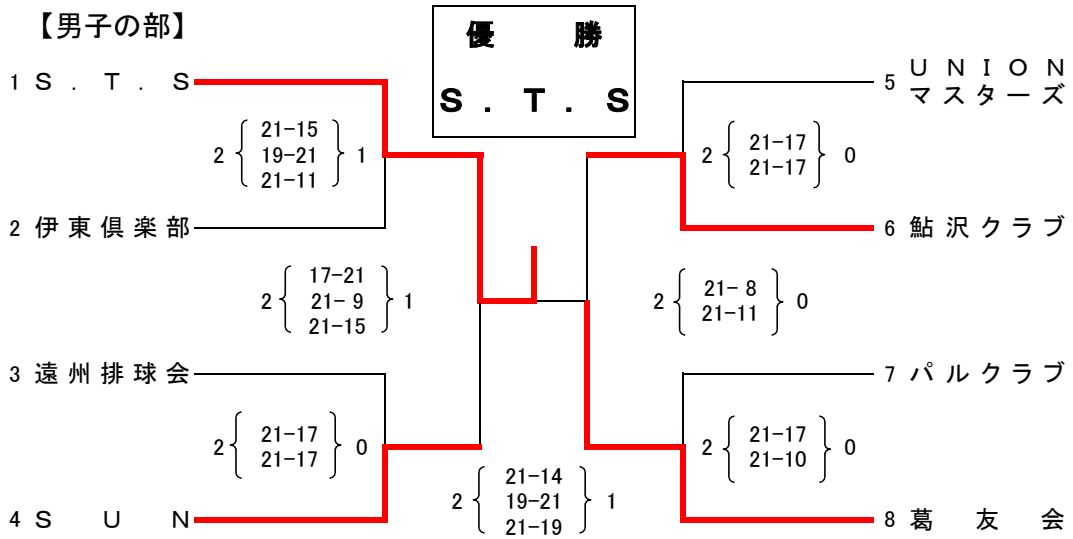 【男子の部】
優 勝
S . T . S
1 S . T . S
5 UNION
マスターズ
21-15
2 19-21 1
21-11
21-17
2 21-17 0
2 伊東倶楽部
6 鮎沢クラブ
17-21
2 21- 9 1
21-15
21- 8
2 21-11 0
3 遠州排球会
7 パルクラブ
21-17
2 21-17 0
21-17
2 21-10 0
21-14
2 19-21 1
21-19
4 S U N
8 葛友会